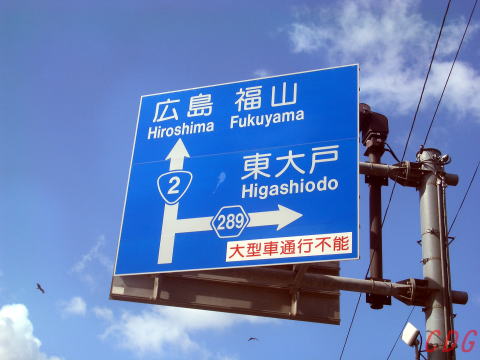 広島 福山
Hiroshima Fukuyama
東大戸
Higashiodo
2
289
大型車通行不能
CBG